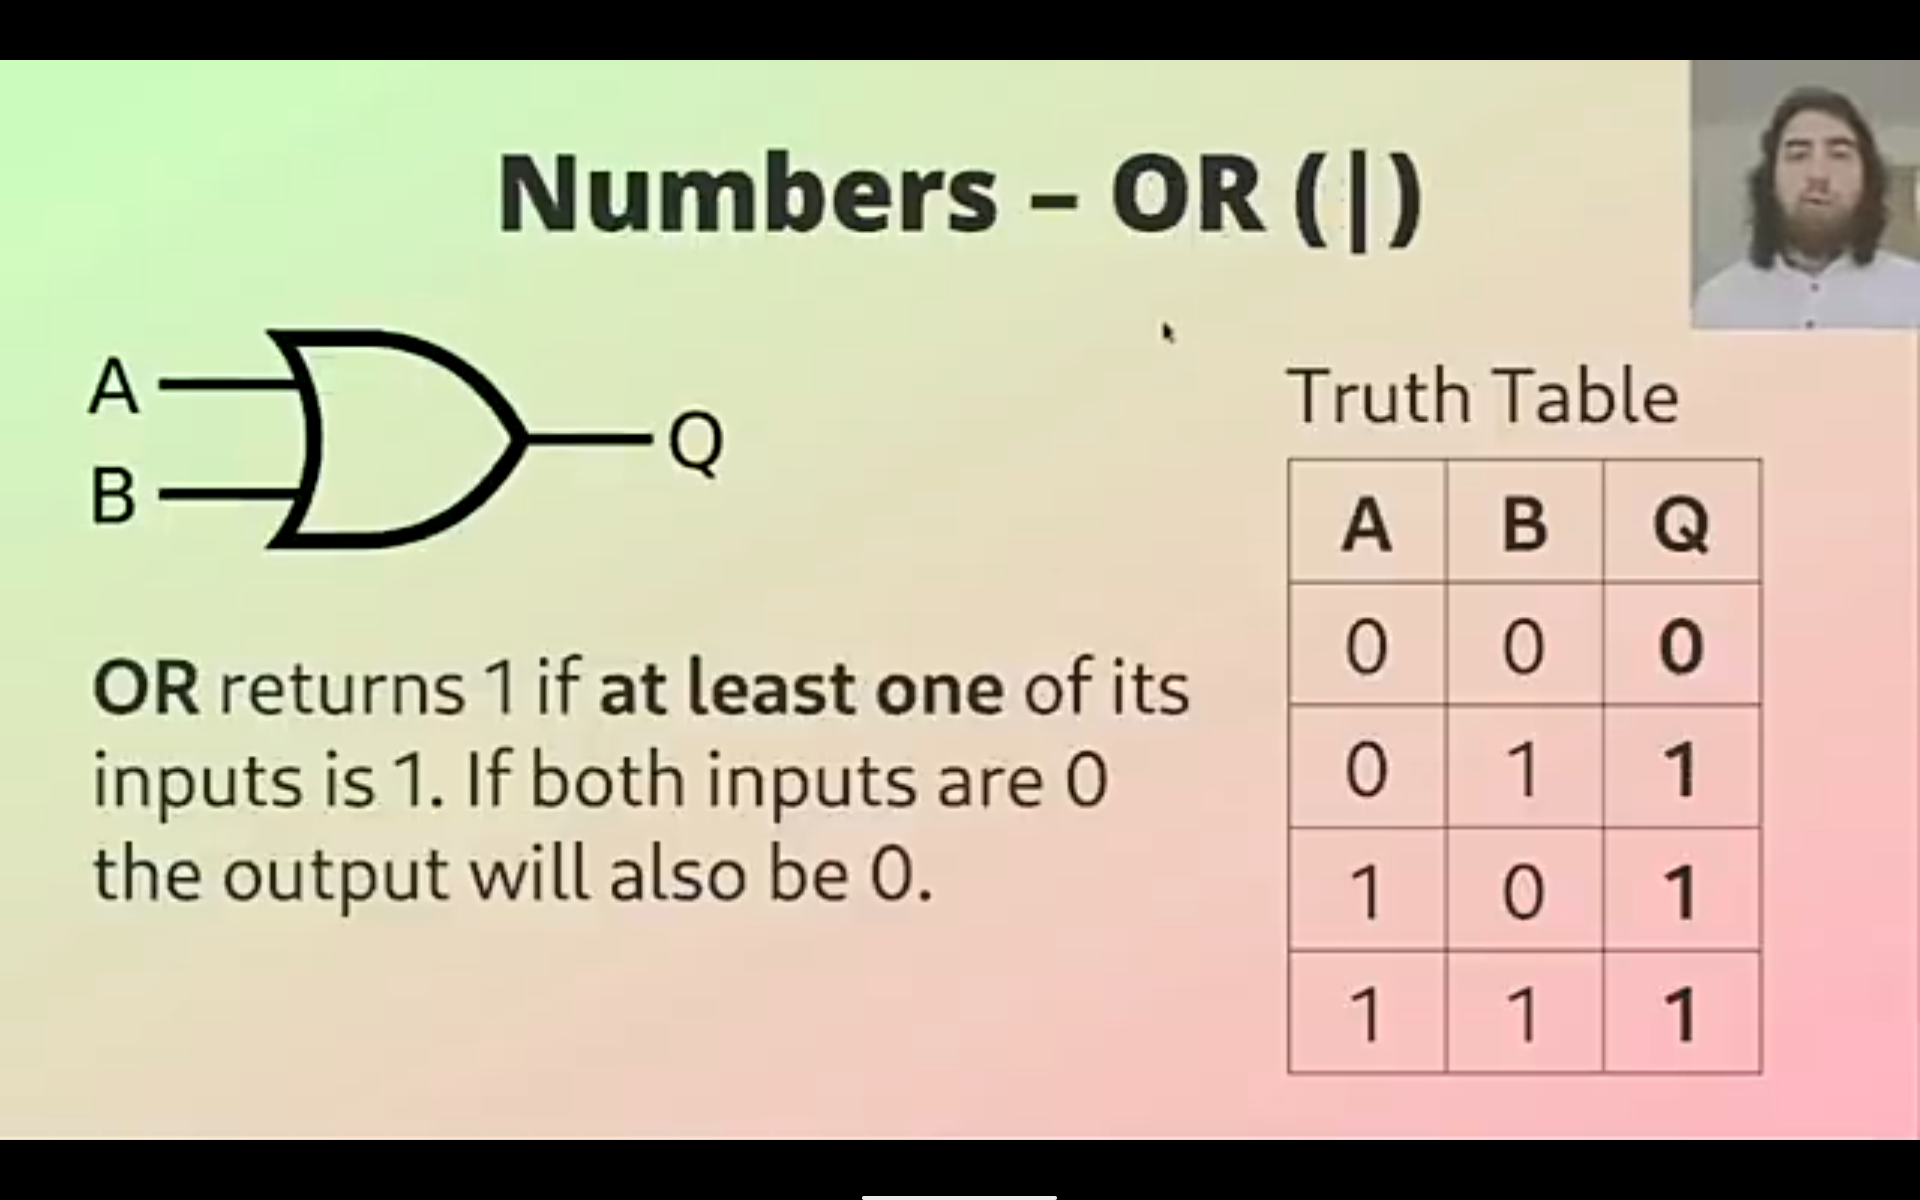 Numbers – OR (|)
A
B
Q
OR returns 1 if at least one of its
inputs is 1. If both inputs are 0
the output will also be 0.
Truth Table
A B Q
0 0 0
0 1 1
1 0 1
1 1 1